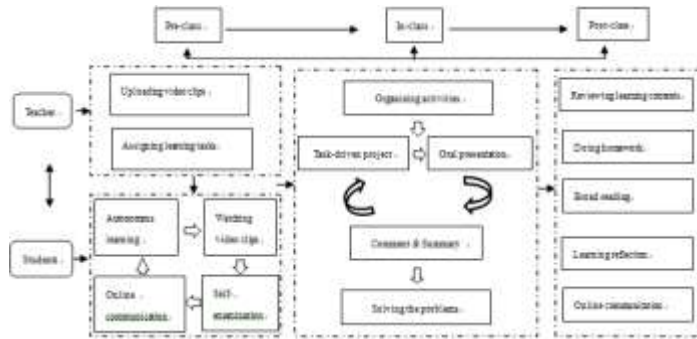 Pre-class
In-class
Post-class
Teacher
Uploading video clips
Assigning learning tasks
Students
Autonomous
learning
Watching
video clips
Online
communication
Self-
examination
Organizing activities
Task-driven project
Oral presentation
Comment & Summary
Solving the problems
Reviewing learning contents
Doing homework
Broad reading
Learning reflection
Online communication